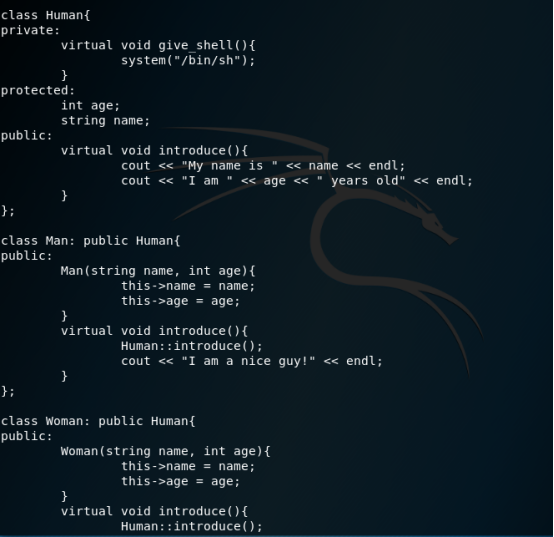 class Human{
private:
        virtual void give_shell(){
                system("/bin/sh");
        }
protected:
        int age;
        string name;
public:
        virtual void introduce(){
                cout << "My name is " << name << endl;
                cout << "I am " << age << " years old" << endl;
        }
};

class Man: public Human{
public:
        Man(string name, int age){
                this->name = name;
                this->age = age;
        }
        virtual void introduce(){
                Human::introduce();
                cout << "I am a nice guy!" << endl;
        }
};

class Woman: public Human{
public:
        Woman(string name, int age){
                this->name = name;
                this->age = age;
        }
        virtual void introduce(){
                Human::introduce();